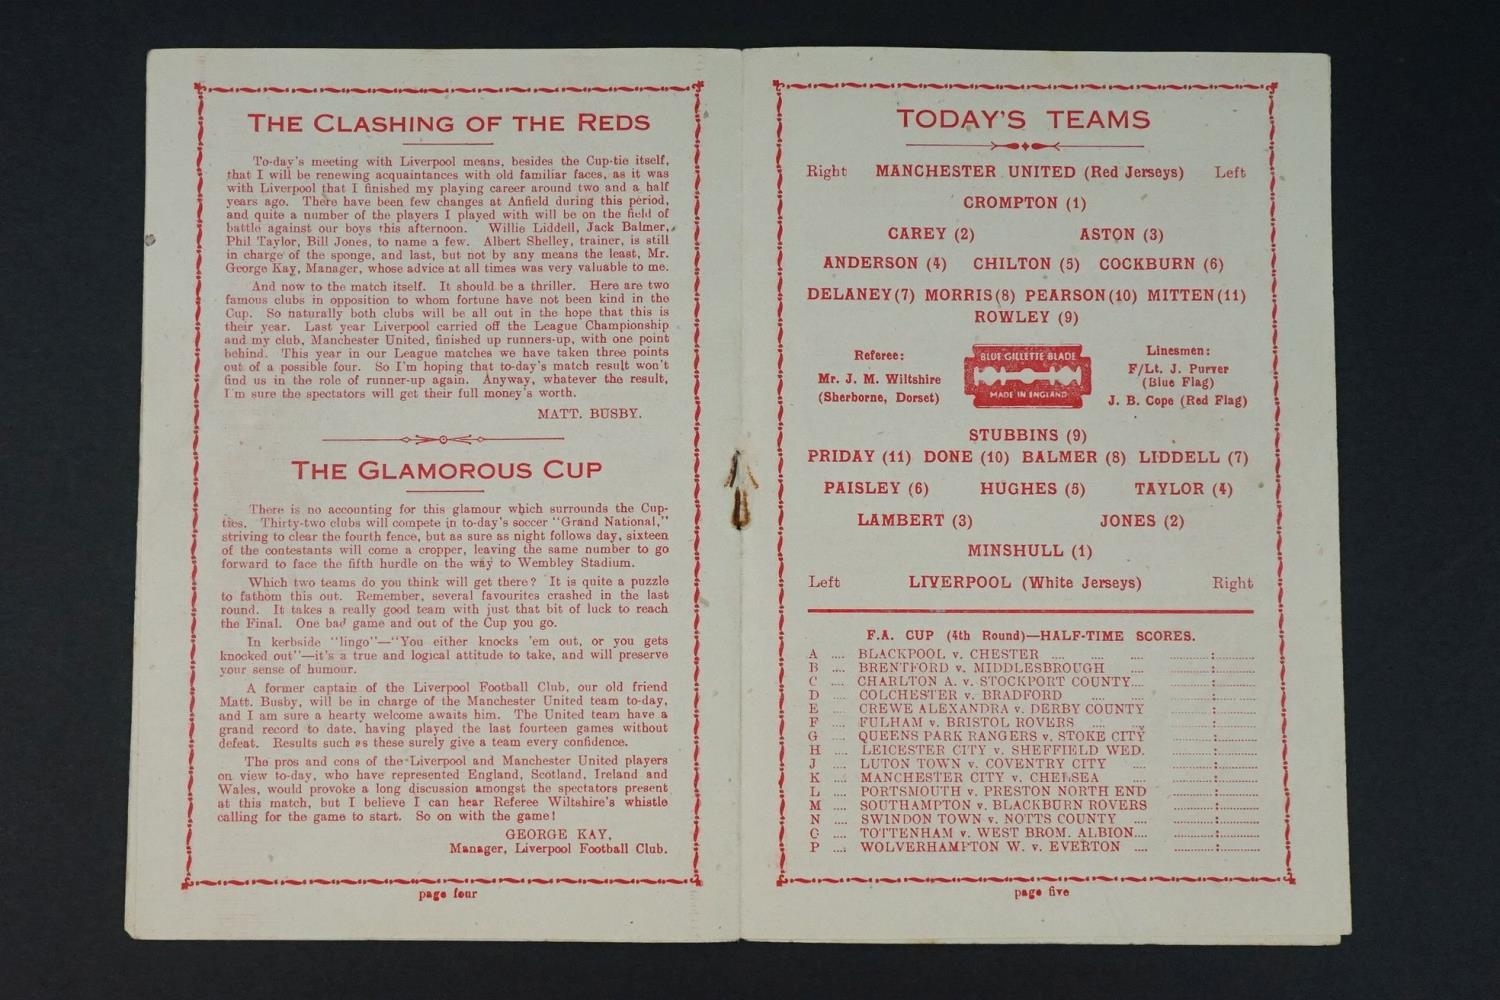 THE CLASHING OF THE REDS
To-day's meeting with Liverpool means, besides the Cup-tie itself,
that I will be renewing acquaintances with old familiar faces, as it was
with Liverpool that I finished my playing career around two and a half
years ago. There have been few changes at Anfield during this period,
and quite a number of the players I played with will be on the field of
battle against our boys this afternoon. Willie Liddell, Jack Balmer,
Phil Taylor, Bill Jones, to name a few. Albert Shelley, trainer, is still
in charge of the sponge, and last, but not by any means the least, Mr.
George Kay, Manager, whose advice at all times was very valuable to me.
And now to the match itself. It should be a thriller. Here are two
famous clubs in opposition to whom fortune have not been kind in the
Cup. So naturally both clubs will be all out in the hope that this is
their year. Last year Liverpool carried off the League Championship
and my club, Manchester United, finished up runners-up, with one point
behind. This year in our League matches we have taken three points
out of a possible four. So I'm hoping that to-day's match result won't
find us in the role of runner-up again. Anyway, whatever the result,
I'm sure the spectators will get their full money's worth.
MATT. BUSBY.
THE GLAMOROUS CUP
There is no accounting for this glamour which surrounds the Cup-
ties. Thirty-two clubs will compete in to-day's soccer "Grand National,"
striving to clear the fourth fence, but as sure as night follows day, sixteen
of the contestants will come a cropper, leaving the same number to go
forward to face the fifth hurdle on the way to Wembley Stadium.
Which two teams do you think will get there? It is quite a puzzle
to fathom this out. Remember, several favourites crashed in the last
round. It takes a really good team with just that bit of luck to reach
the Final. One bad game and out of the Cup you go.
In kerbside "lingo"—"You either knocks 'em out, or you gets
knocked out"—it's a true and logical attitude to take, and will preserve
your sense of humour.
A former captain of the Liverpool Football Club, our old friend
Matt. Busby, will be in charge of the Manchester United team to-day,
and I am sure a hearty welcome awaits him. The United team have a
grand record to date, having played the last fourteen games without
defeat. Results such as these surely give a team every confidence.
The pros and cons of the Liverpool and Manchester United players
on view to-day, who have represented England, Scotland, Ireland and
Wales, would provoke a long discussion amongst the spectators present
at this match, but I believe I can hear Referee Wiltshire's whistle
calling for the game to start. So on with the game!
GEORGE KAY,
Manager, Liverpool Football Club.
page four
TODAY'S TEAMS
Right MANCHESTER UNITED (Red Jerseys) Left
CROMPTON (1)
CAREY (2) ASTON (3)
ANDERSON (4) CHILTON (5) COCKBURN (6)
DELANEY (7) MORRIS (8) PEARSON (10) MITTEN (11)
ROWLEY (9)
Referee:
Mr. J. M. Wiltshire
(Sherborne, Dorset)
BLUE GILLETTE BLADE
MADE IN ENGLAND
Linesmen:
F/Lt. J. Purver
(Blue Flag)
J. B. Cope (Red Flag)
STUBBINS (9)
PRIDAY (11) DONE (10) BALMER (8) LIDDELL (7)
PAISLEY (6) HUGHES (5) TAYLOR (4)
LAMBERT (3) JONES (2)
MINSHULL (1)
Left LIVERPOOL (White Jerseys) Right
F.A. CUP (4th Round)—HALF-TIME SCORES.
A .... BLACKPOOL v. CHESTER .... .... .... ..........:..........
B .... BRENTFORD v. MIDDLESBROUGH .... ..........:..........
C .... CHARLTON A. v. STOCKPORT COUNTY.... ..........:..........
D .... COLCHESTER v. BRADFORD .... .... ..........:..........
E .... CREWE ALEXANDRA v. DERBY COUNTY ..........:..........
F .... FULHAM v. BRISTOL ROVERS .... .... ..........:..........
G .... QUEENS PARK RANGERS v. STOKE CITY ..........:..........
H .... LEICESTER CITY v. SHEFFIELD WED. ..........:..........
J .... LUTON TOWN v. COVENTRY CITY .... ..........:..........
K .... MANCHESTER CITY v. CHELSEA .... ..........:..........
L .... PORTSMOUTH v. PRESTON NORTH END ..........:..........
M .... SOUTHAMPTON v. BLACKBURN ROVERS ..........:..........
N .... SWINDON TOWN v. NOTTS COUNTY .... ..........:..........
O .... TOTTENHAM v. WEST BROM. ALBION.... ..........:..........
P .... WOLVERHAMPTON W. v. EVERTON .... ..........:..........
page five